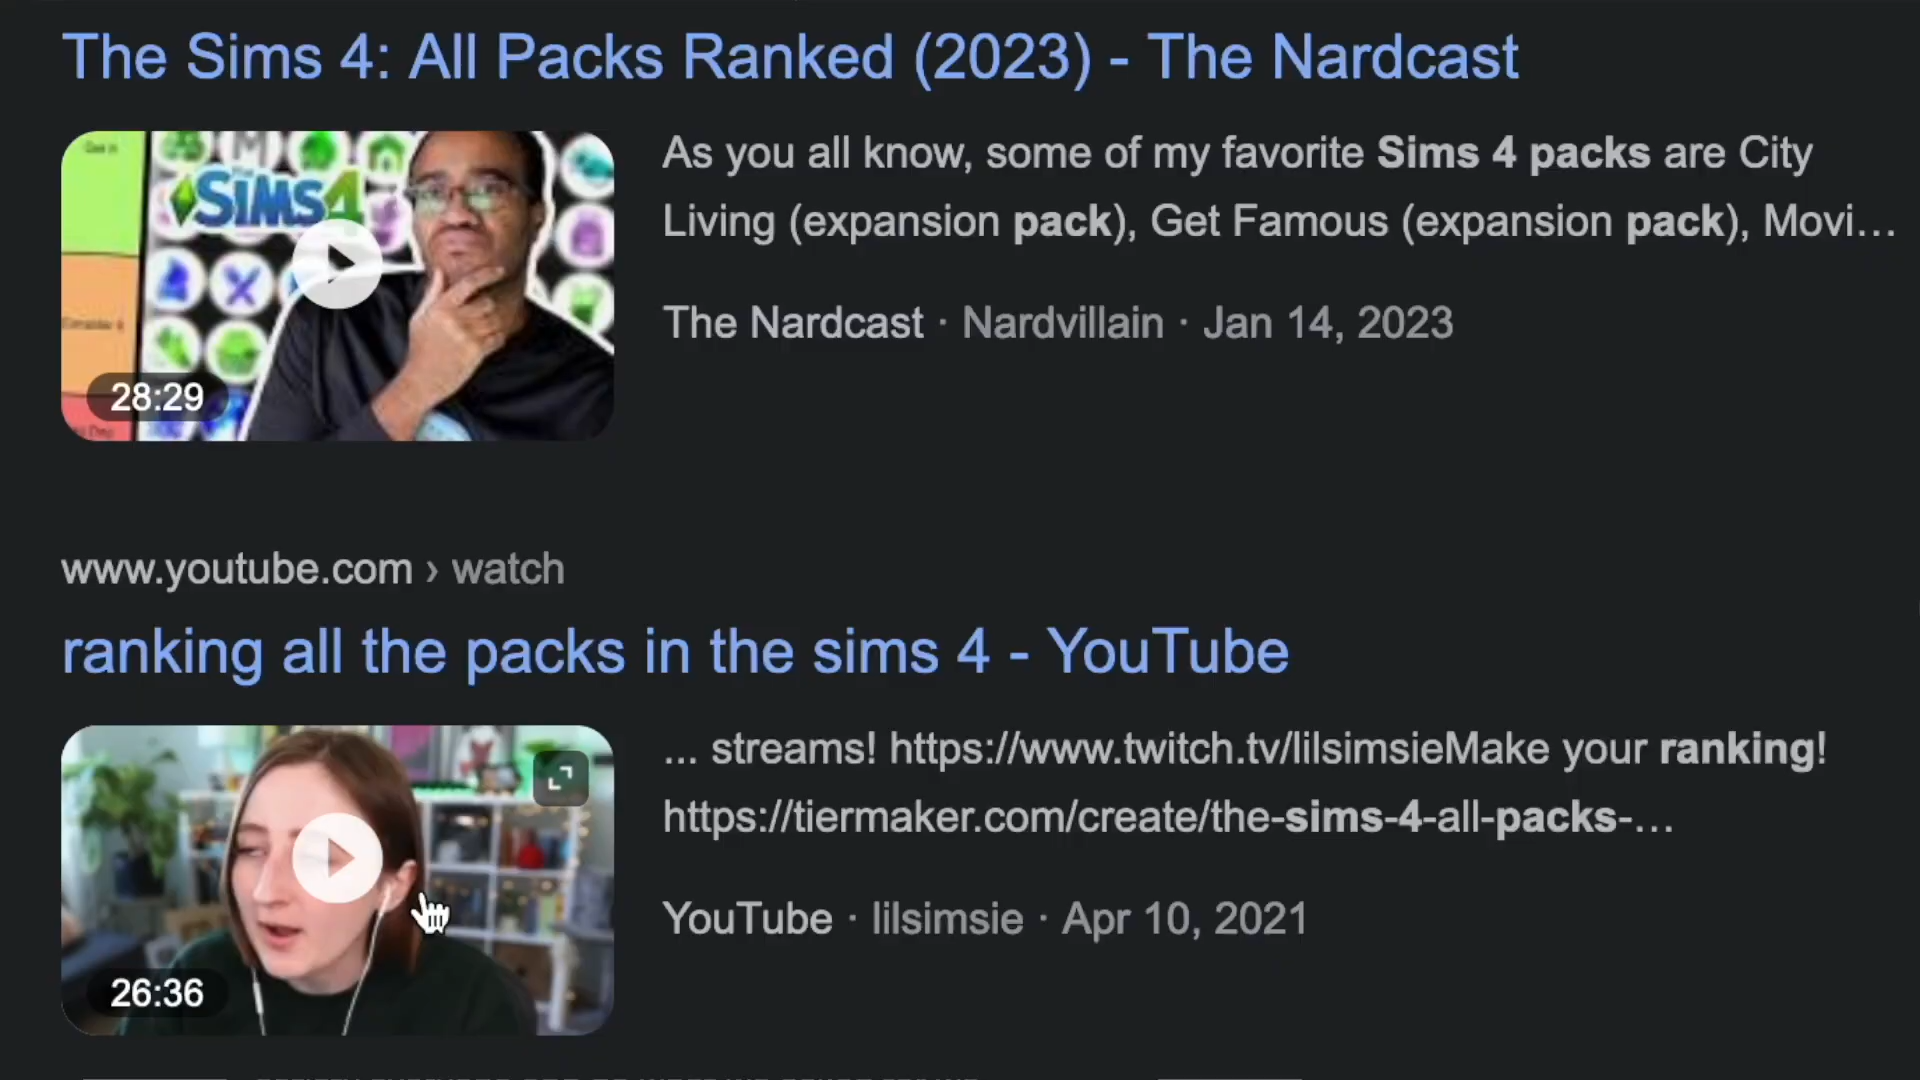 The Sims 4: All Packs Ranked (2023) - The Nardcast
SIMS4
28:29
As you all know, some of my favorite Sims 4 packs are City
Living (expansion pack), Get Famous (expansion pack), Movi...
The Nardcast · Nardvillain · Jan 14, 2023
www.youtube.com › watch
ranking all the packs in the sims 4 - YouTube
26:36
... streams! https://www.twitch.tv/lilsimsieMake your ranking!
https://tiermaker.com/create/the-sims-4-all-packs-...
YouTube · lilsimsie · Apr 10, 2021